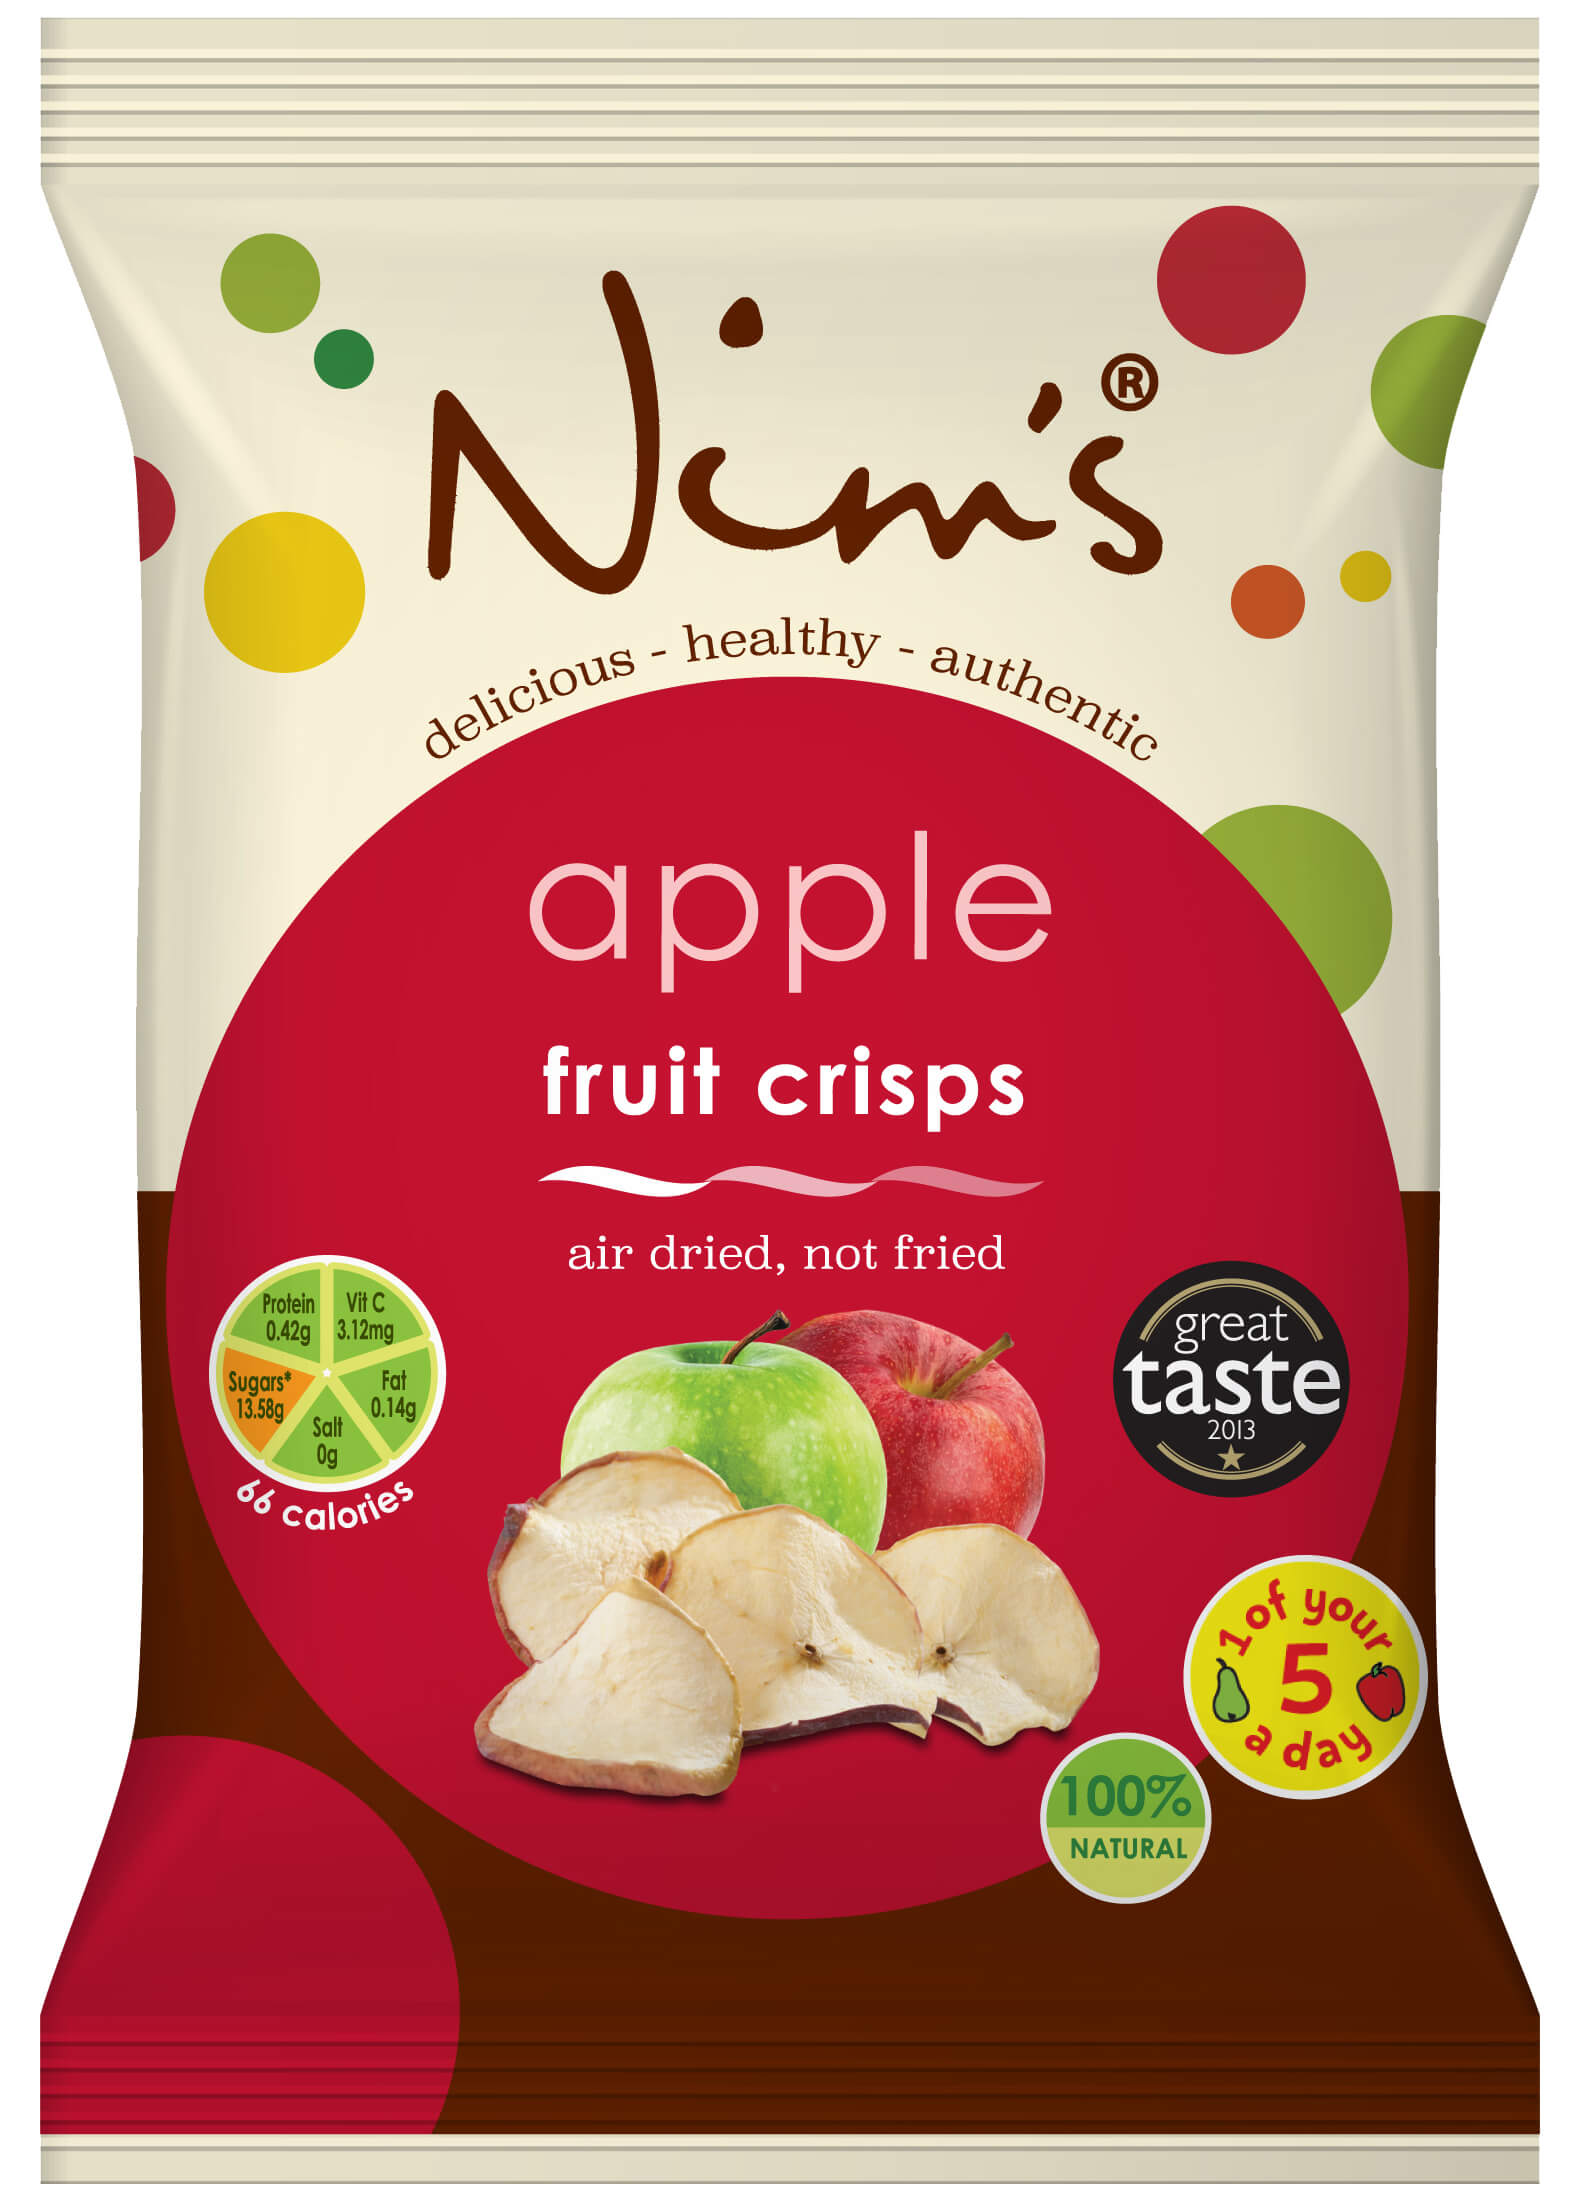 Nim's®
delicious - healthy - authentic
apple
fruit crisps
air dried, not fried
Protein
0.42g
Vit C
3.12mg
Sugars*
13.58g
Fat
0.14g
Salt
0g
66 calories
great
taste
2013
1 of your
5
a day
100%
NATURAL